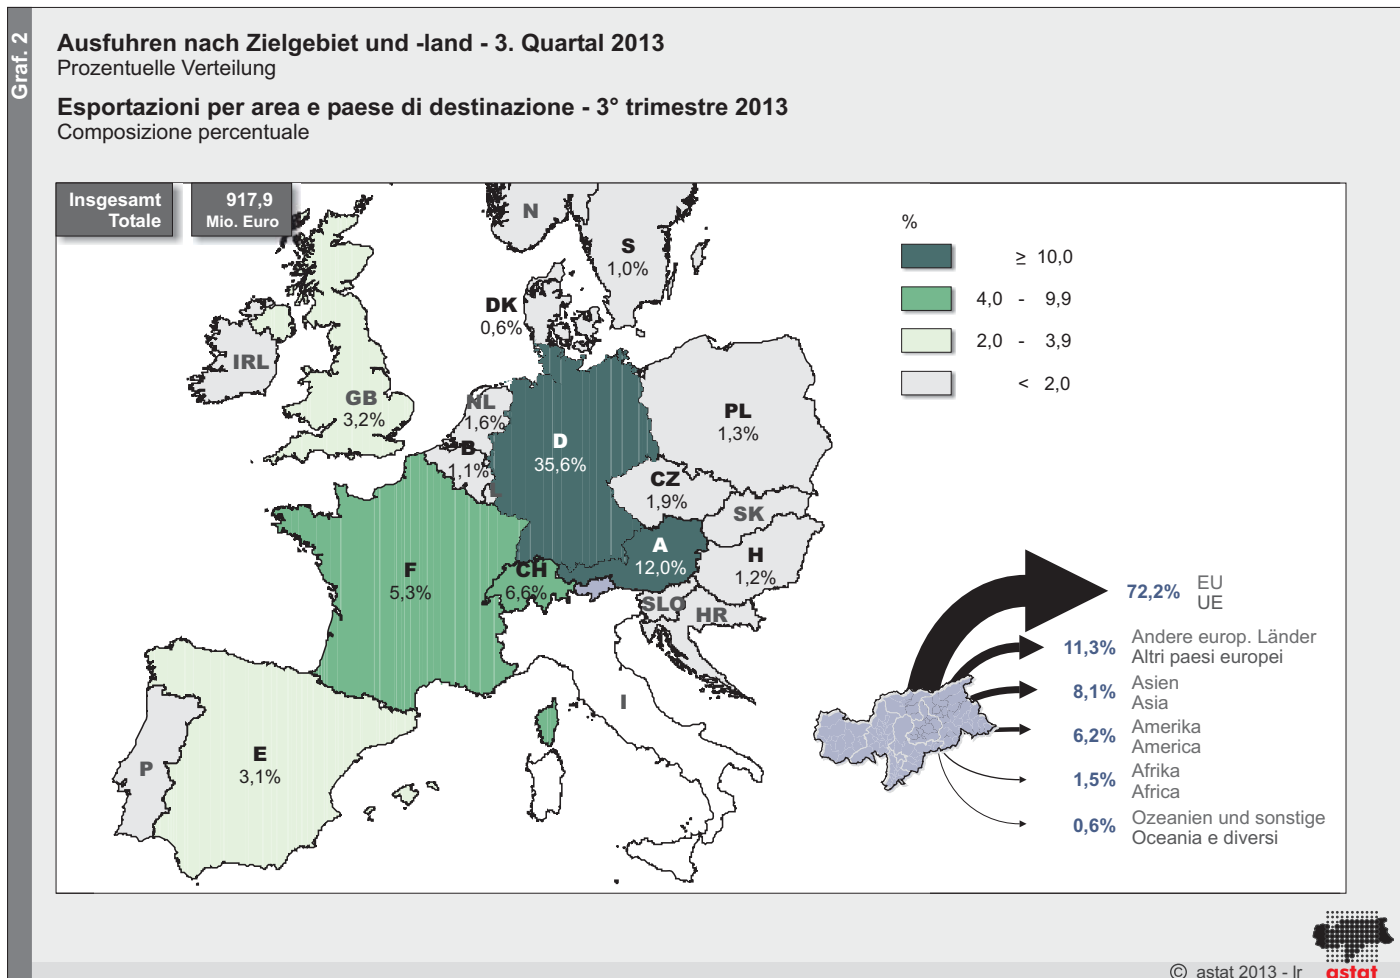 Graf. 2
Ausfuhren nach Zielgebiet und -land - 3. Quartal 2013
Prozentuelle Verteilung
Esportazioni per area e paese di destinazione - 3° trimestre 2013
Composizione percentuale
Insgesamt
Totale
917,9
Mio. Euro
N
S
1,0%
DK
0,6%
IRL
GB
3,2%
NL
1,6%
B
1,1%
L
D
35,6%
PL
1,3%
CZ
1,9%
SK
A
12,0%
H
1,2%
F
5,3%
CH
6,6%
SLO
HR
I
P
E
3,1%
%
≥ 10,0
4,0 - 9,9
2,0 - 3,9
< 2,0
72,2% EU
UE
11,3% Andere europ. Länder
Altri paesi europei
8,1% Asien
Asia
6,2% Amerika
America
1,5% Afrika
Africa
0,6% Ozeanien und sonstige
Oceania e diversi
© astat 2013 - lr
astat